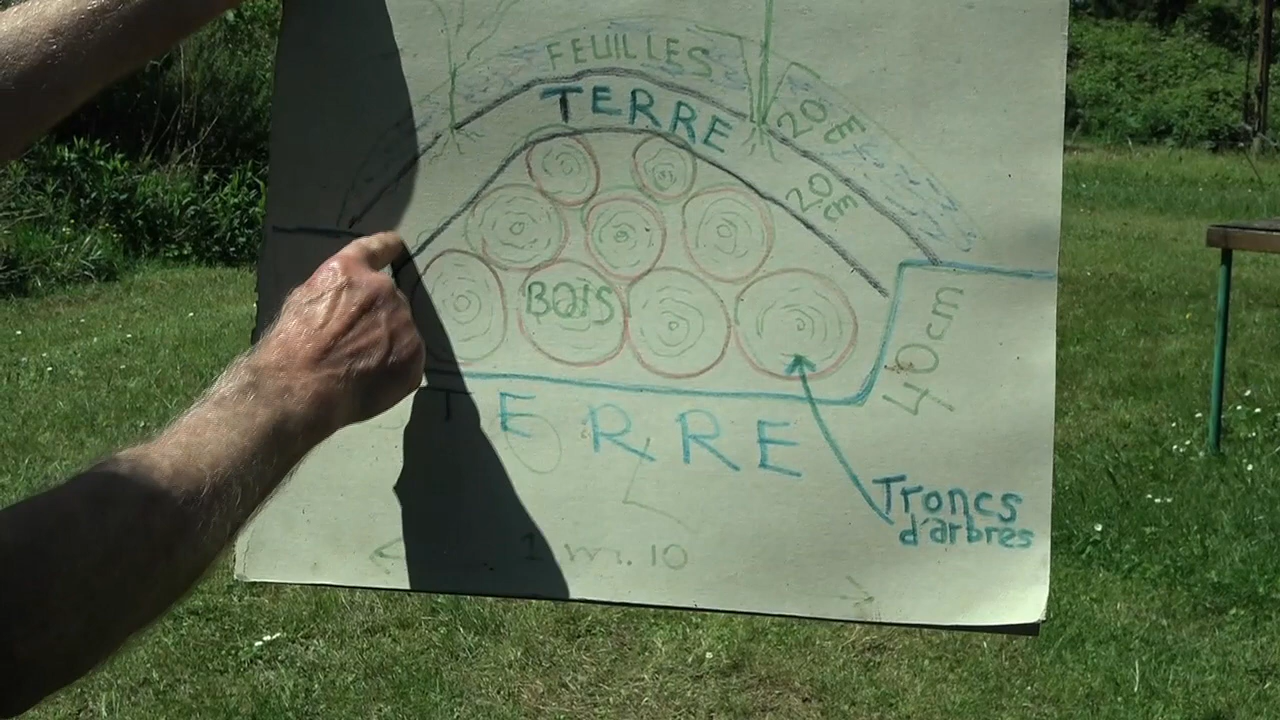 FEUILLES
TERRE
20 cm
20 cm
BOIS
40 cm
TERRE
Troncs
d'arbres
1 m. 10